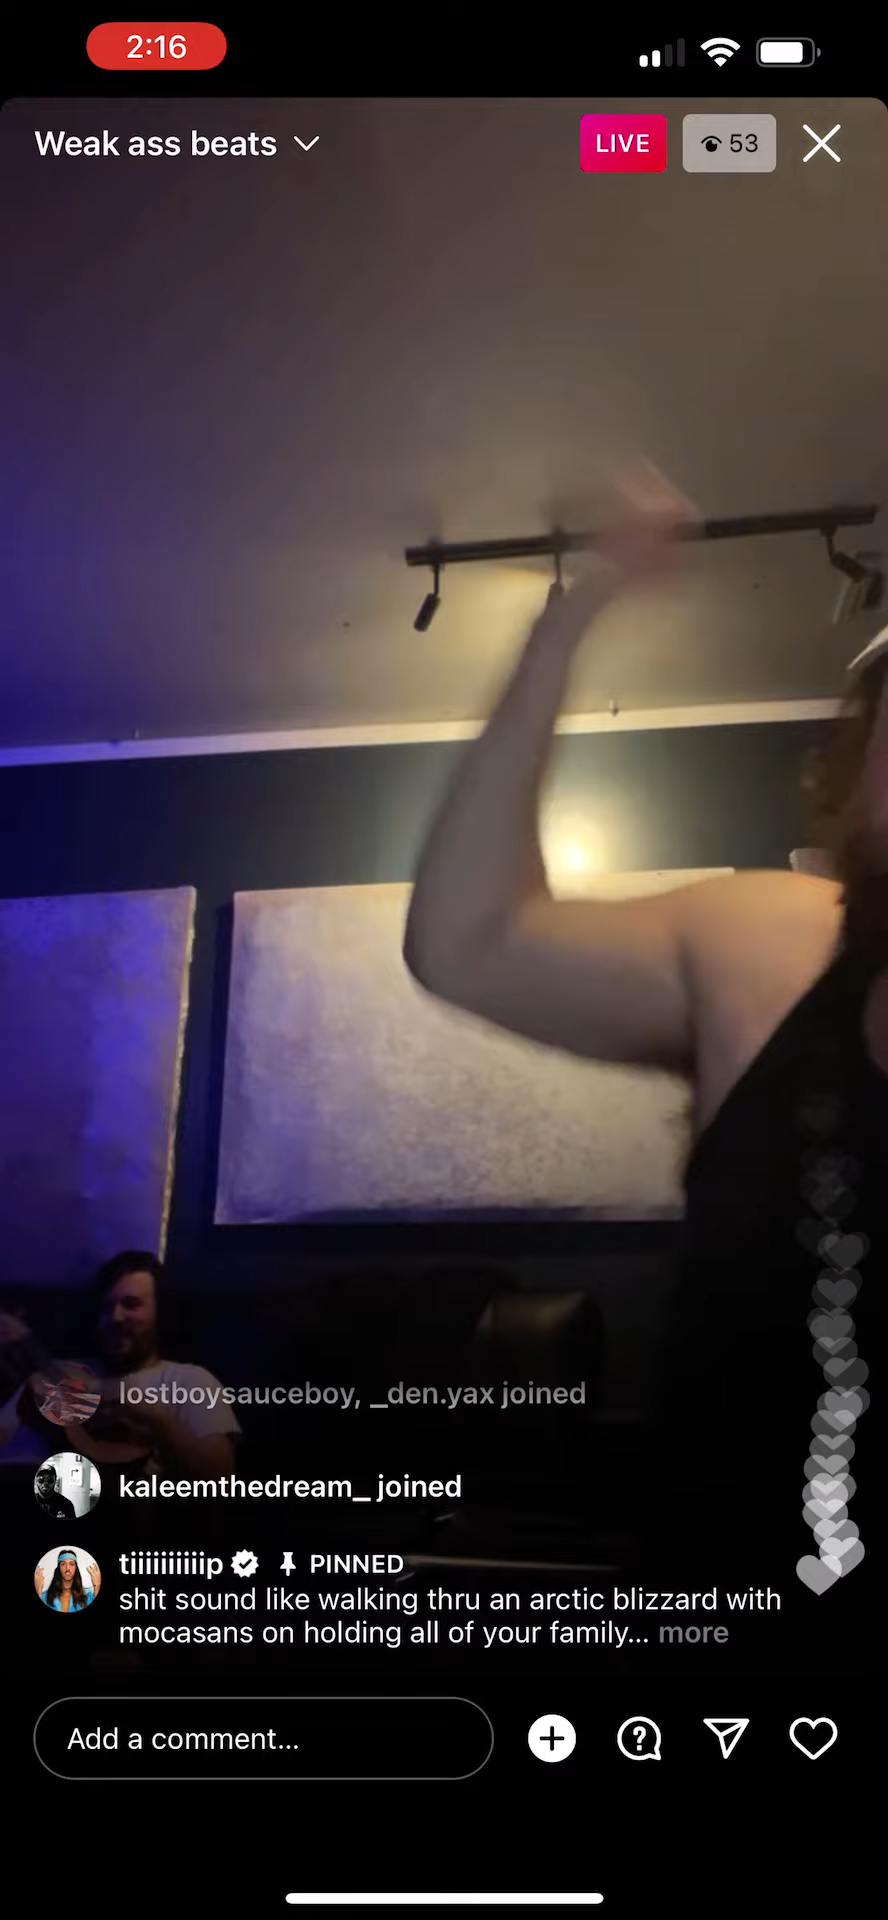 2:16
Weak ass beats
LIVE
53
lostboysauceboy, _den.yax joined
kaleemthedream_ joined
tiiiiiiiiiip PINNED
shit sound like walking thru an arctic blizzard with
mocasans on holding all of your family... more
Add a comment...